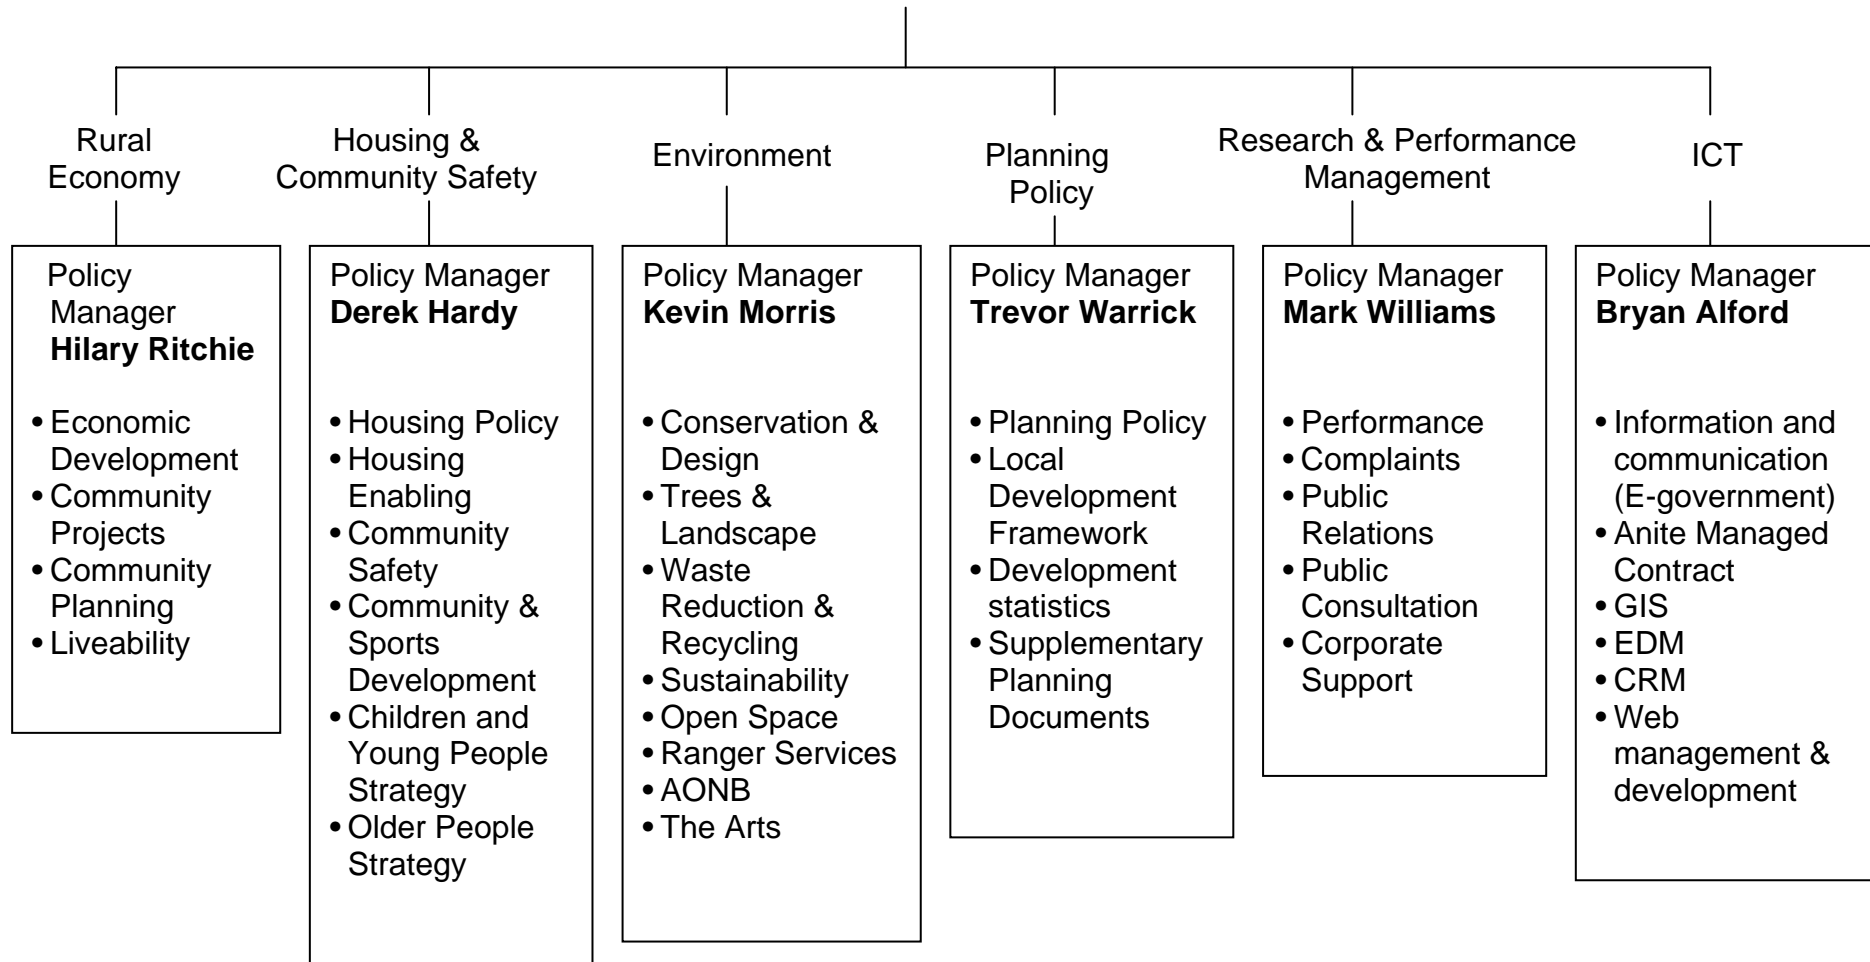 Rural
Economy
Housing &
Community Safety
Environment
Planning
Policy
Research & Performance
Management
ICT
Policy
Manager
Hilary Ritchie
• Economic
Development
• Community
Projects
• Community
Planning
• Liveability
Policy Manager
Derek Hardy
• Housing Policy
• Housing
Enabling
• Community
Safety
• Community &
Sports
Development
• Children and
Young People
Strategy
• Older People
Strategy
Policy Manager
Kevin Morris
• Conservation &
Design
• Trees &
Landscape
• Waste
Reduction &
Recycling
• Sustainability
• Open Space
• Ranger Services
• AONB
• The Arts
Policy Manager
Trevor Warrick
• Planning Policy
• Local
Development
Framework
• Development
statistics
• Supplementary
Planning
Documents
Policy Manager
Mark Williams
• Performance
• Complaints
• Public
Relations
• Public
Consultation
• Corporate
Support
Policy Manager
Bryan Alford
• Information and
communication
(E-government)
• Anite Managed
Contract
• GIS
• EDM
• CRM
• Web
management &
development